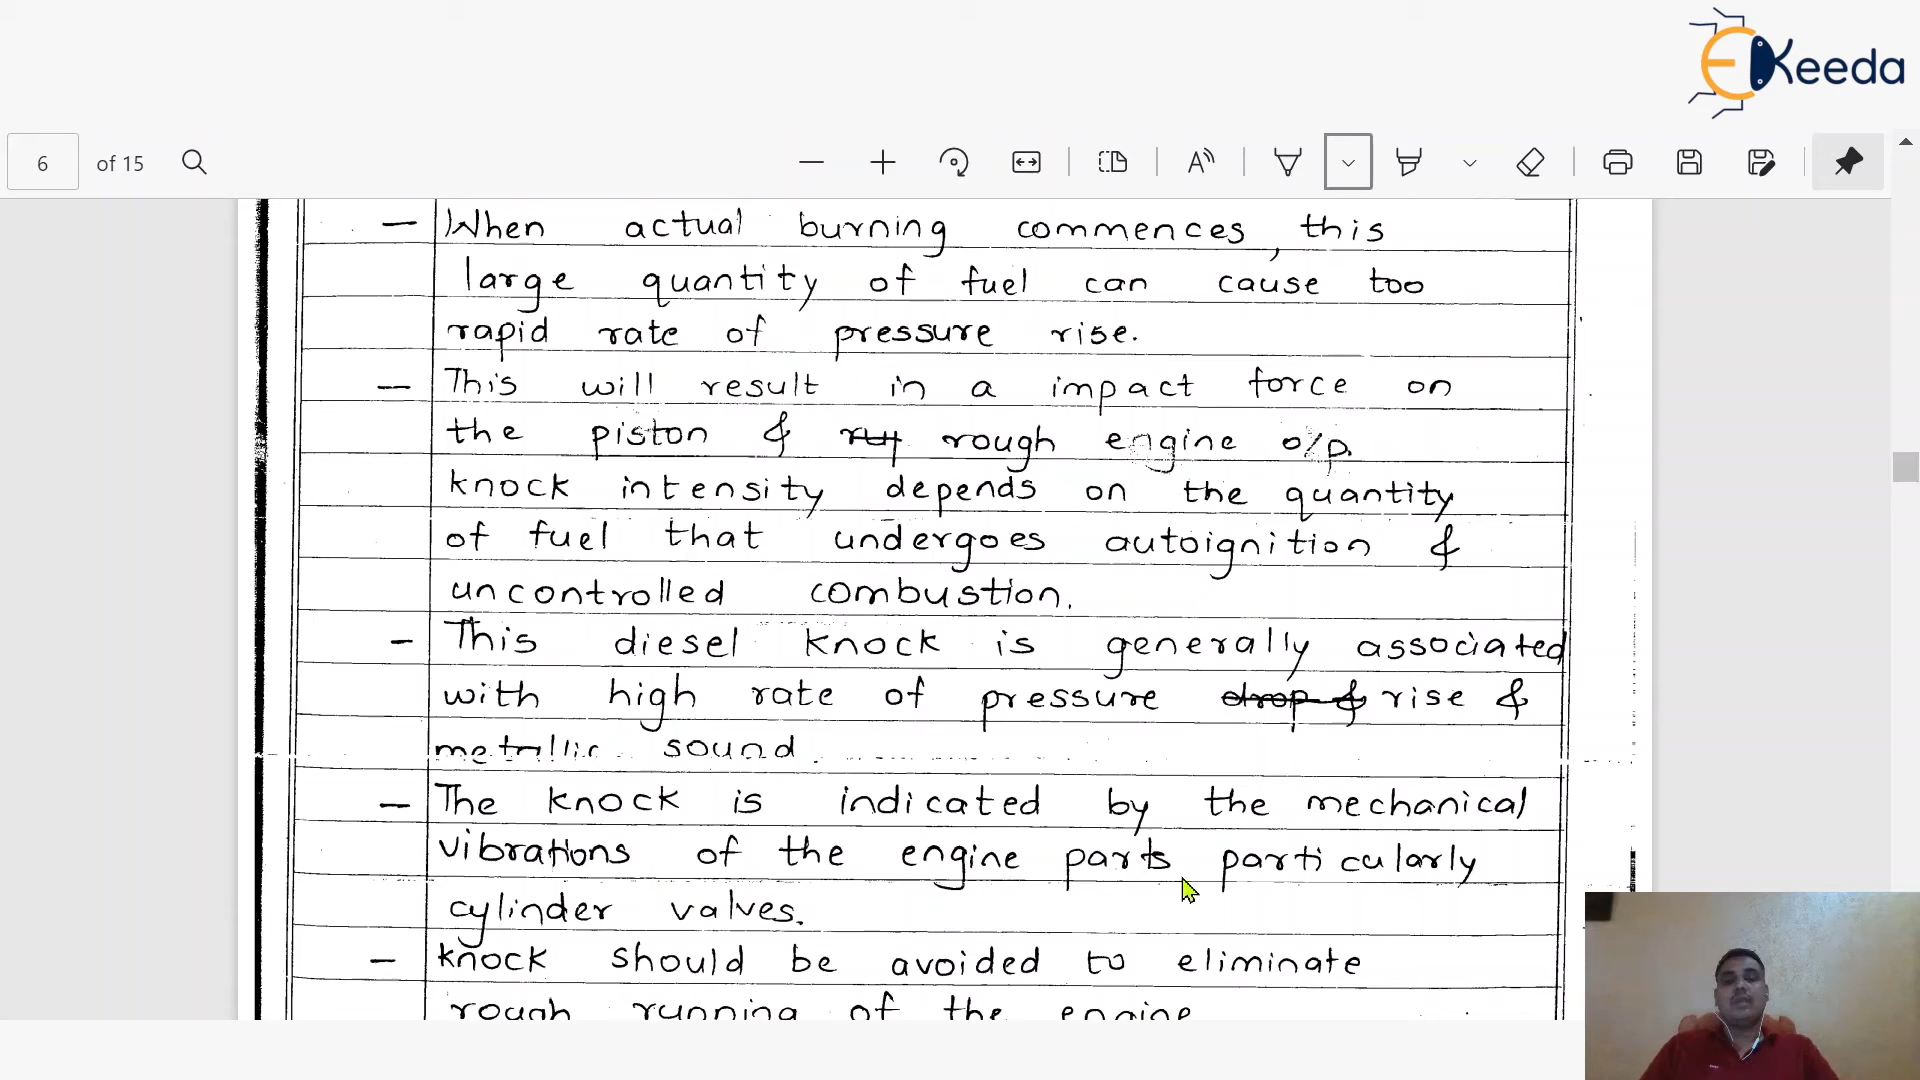 EKeeda
6 of 15
— When actual burning commences, this
large quantity of fuel can cause too
rapid rate of pressure rise.
— This will result in a impact force on
the piston & rough engine o/p.
knock intensity depends on the quantity
of fuel that undergoes autoignition &
uncontrolled combustion.
- This diesel knock is generally associated
with high rate of pressure drop & rise &
metallic sound.
— The knock is indicated by the mechanical
vibrations of the engine parts particularly
cylinder valves.
— knock should be avoided to eliminate
rough running of the engine